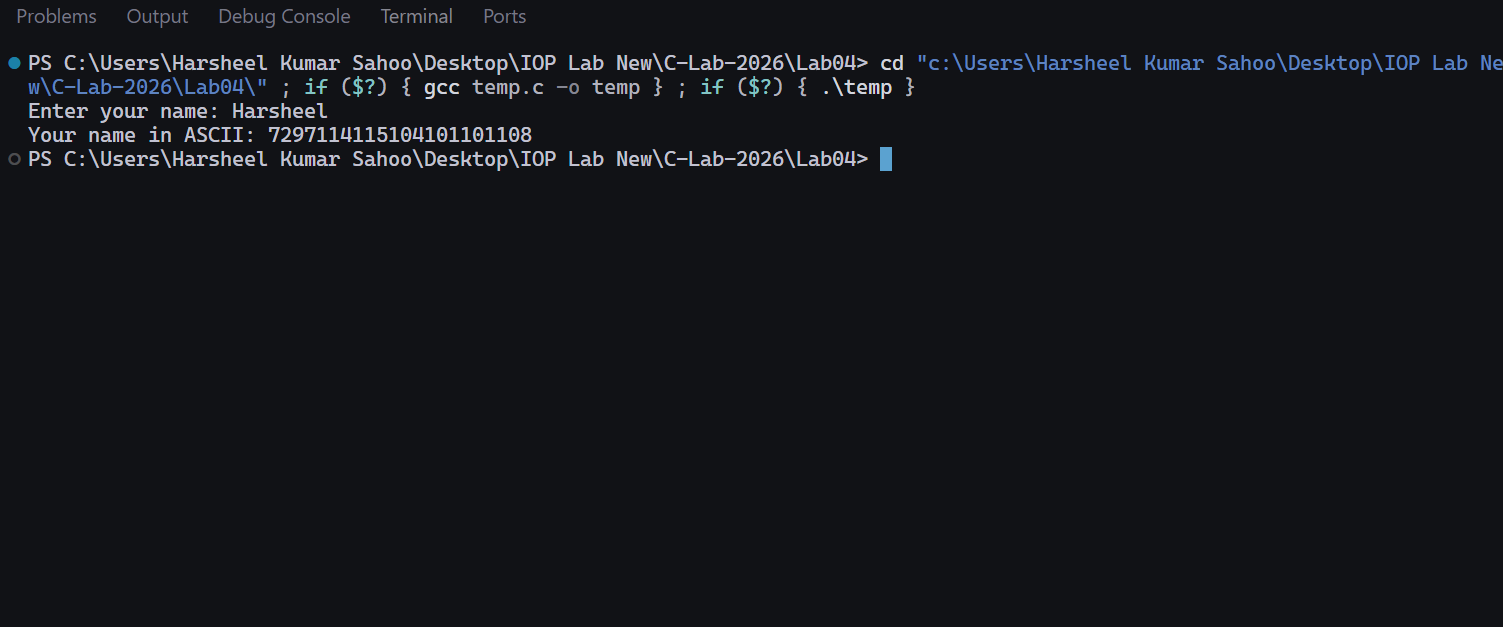 Problems Output Debug Console Terminal Ports
PS C:\Users\Harsheel Kumar Sahoo\Desktop\IOP Lab New\C-Lab-2026\Lab04> cd "c:\Users\Harsheel Kumar Sahoo\Desktop\IOP Lab Ne
w\C-Lab-2026\Lab04\" ; if ($?) { gcc temp.c -o temp } ; if ($?) { .\temp }
Enter your name: Harsheel
Your name in ASCII: 7297114115104101101108
PS C:\Users\Harsheel Kumar Sahoo\Desktop\IOP Lab New\C-Lab-2026\Lab04>